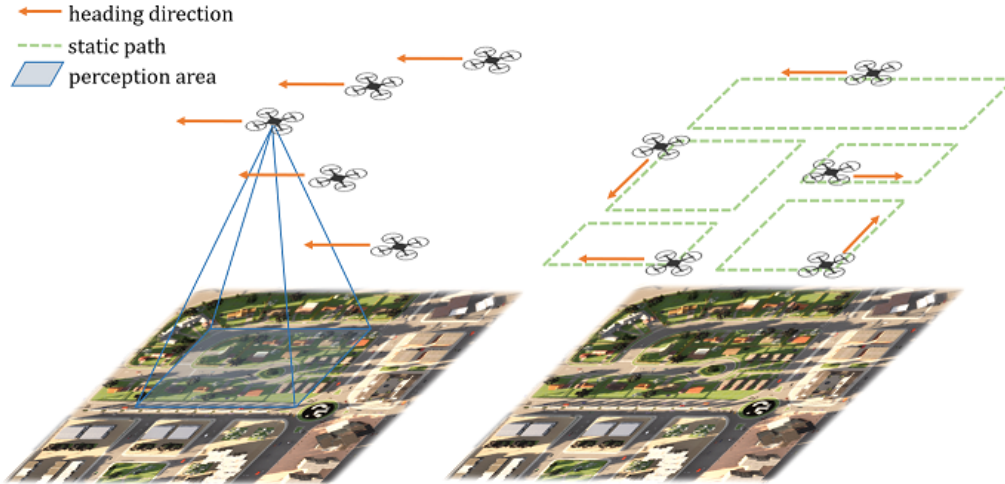 heading direction
static path
perception area